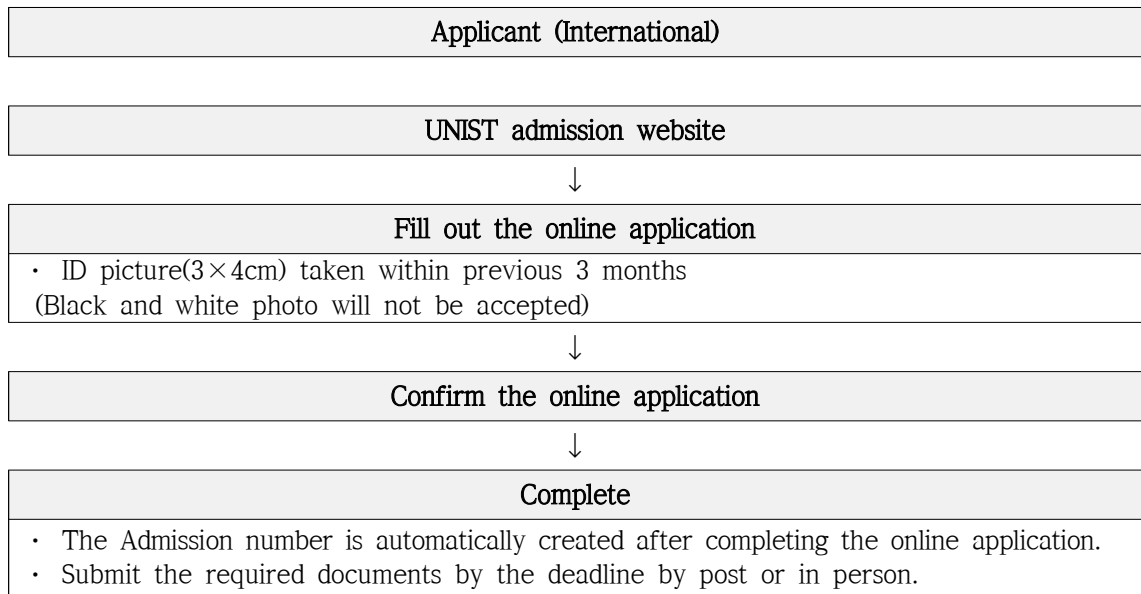 Applicant (International)
UNIST admission website
↓
Fill out the online application
· ID picture(3×4cm) taken within previous 3 months
(Black and white photo will not be accepted)
↓
Confirm the online application
↓
Complete
· The Admission number is automatically created after completing the online application.
· Submit the required documents by the deadline by post or in person.